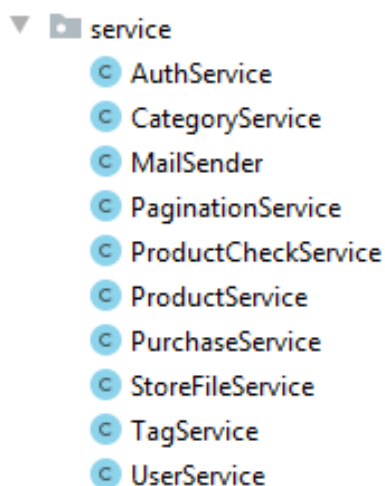 service
C AuthService
C CategoryService
C MailSender
C PaginationService
C ProductCheckService
C ProductService
C PurchaseService
C StoreFileService
C TagService
C UserService